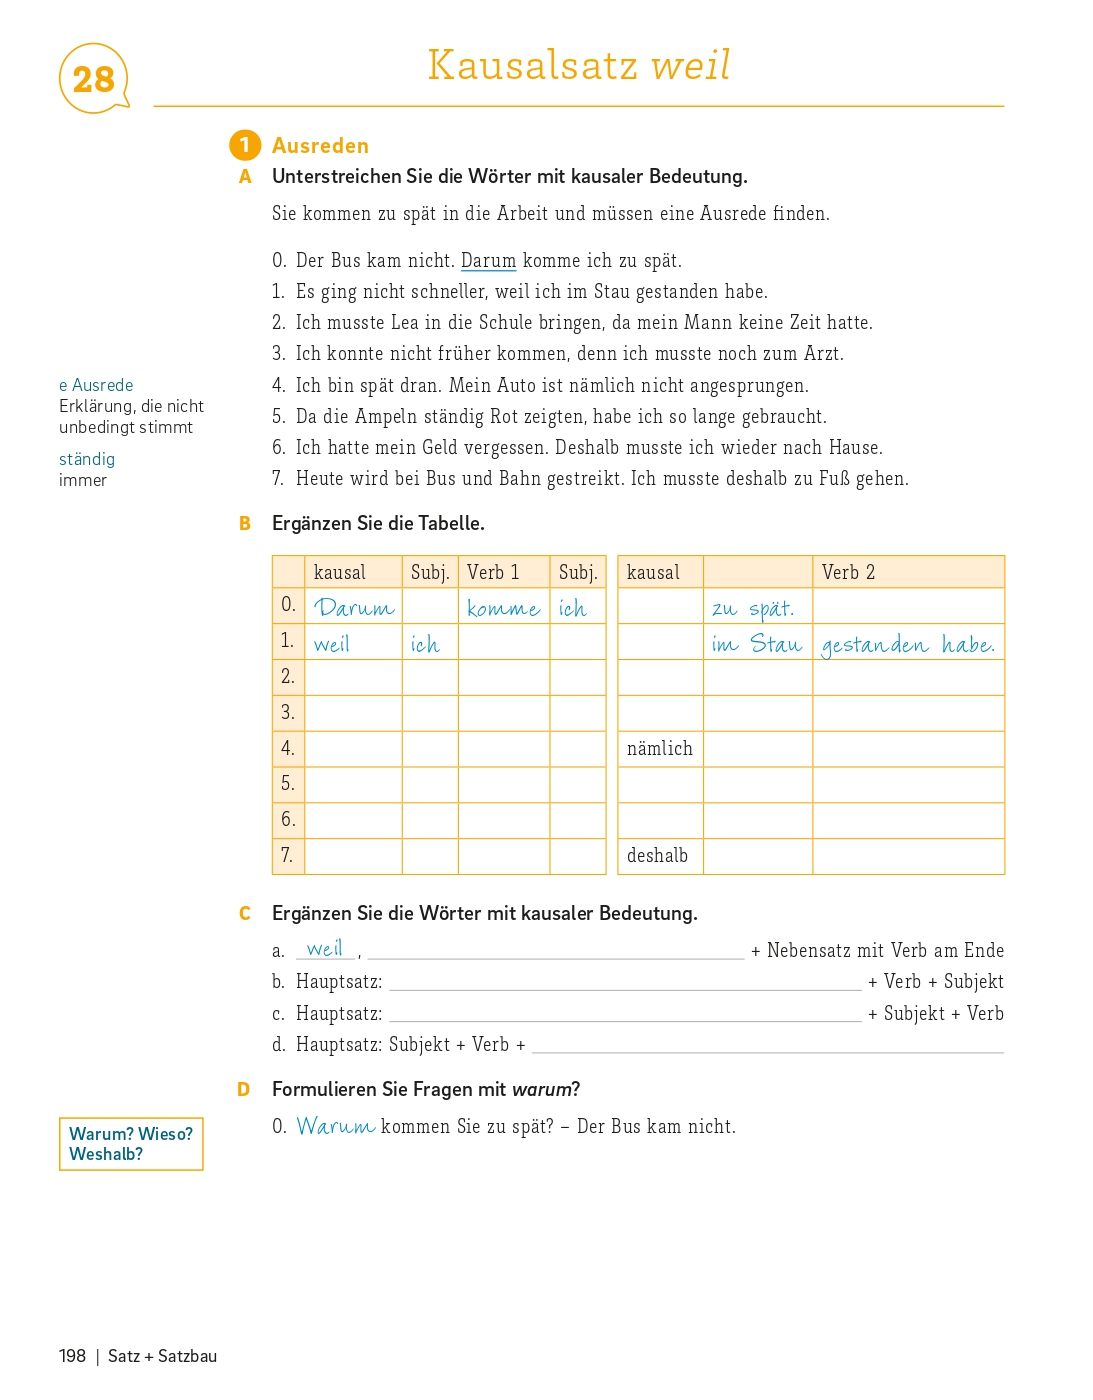 28
Kausalsatz weil
1 Ausreden
A Unterstreichen Sie die Wörter mit kausaler Bedeutung.
Sie kommen zu spät in die Arbeit und müssen eine Ausrede finden.
0. Der Bus kam nicht. Darum komme ich zu spät.
1. Es ging nicht schneller, weil ich im Stau gestanden habe.
2. Ich musste Lea in die Schule bringen, da mein Mann keine Zeit hatte.
3. Ich konnte nicht früher kommen, denn ich musste noch zum Arzt.
4. Ich bin spät dran. Mein Auto ist nämlich nicht angesprungen.
5. Da die Ampeln ständig Rot zeigten, habe ich so lange gebraucht.
6. Ich hatte mein Geld vergessen. Deshalb musste ich wieder nach Hause.
7. Heute wird bei Bus und Bahn gestreikt. Ich musste deshalb zu Fuß gehen.
e Ausrede
Erklärung, die nicht
unbedingt stimmt
ständig
immer
B Ergänzen Sie die Tabelle.
kausal Subj. Verb 1 Subj. kausal Verb 2
0. Darum komme ich zu spät.
1. weil ich im Stau gestanden habe.
2.
3.
4. nämlich
5.
6.
7. deshalb
C Ergänzen Sie die Wörter mit kausaler Bedeutung.
a. weil, + Nebensatz mit Verb am Ende
b. Hauptsatz: + Verb + Subjekt
c. Hauptsatz: + Subjekt + Verb
d. Hauptsatz: Subjekt + Verb +
D Formulieren Sie Fragen mit warum?
0. Warum kommen Sie zu spät? – Der Bus kam nicht.
Warum? Wieso?
Weshalb?
198 | Satz + Satzbau